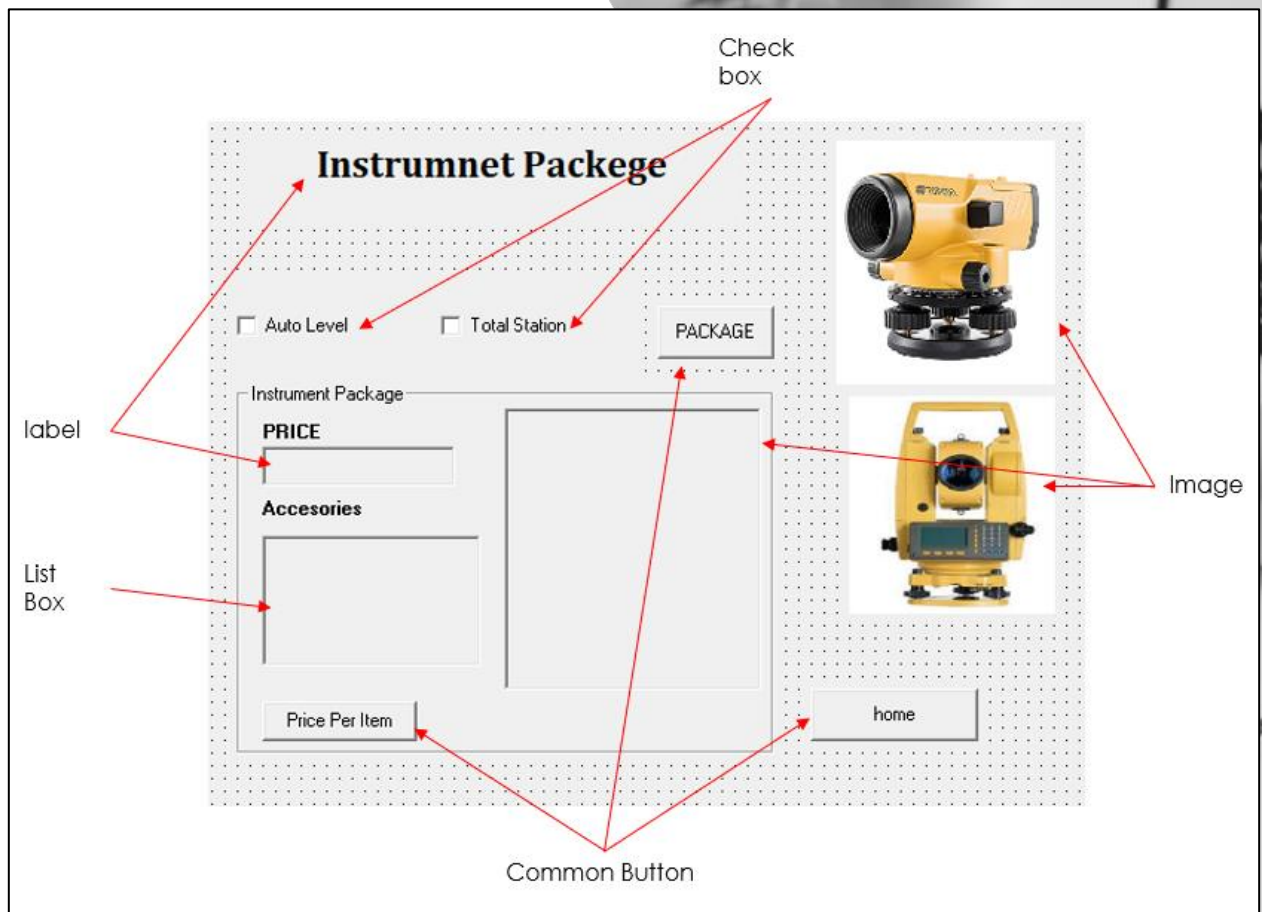 Check
box
Instrumnet Packege
Auto Level
Total Station
PACKAGE
Instrument Package
label
PRICE
Image
Accesories
List
Box
Price Per Item
home
Common Button